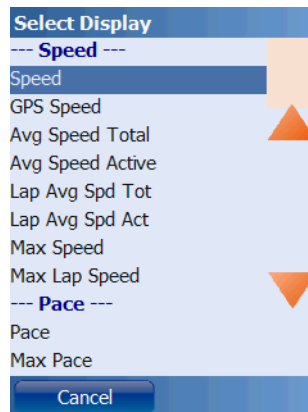 Select Display
--- Speed ---
Speed
GPS Speed
Avg Speed Total
Avg Speed Active
Lap Avg Spd Tot
Lap Avg Spd Act
Max Speed
Max Lap Speed
--- Pace ---
Pace
Max Pace
Cancel